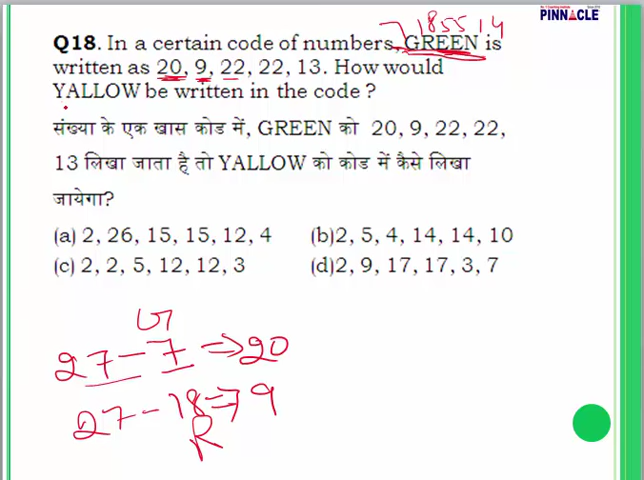 PINNACLE
7 18 5 5 14
Q18. In a certain code of numbers, GREEN is
written as 20, 9, 22, 22, 13. How would
YALLOW be written in the code ?
संख्या के एक खास कोड में, GREEN को 20, 9, 22, 22,
13 लिखा जाता है तो YALLOW को कोड में कैसे लिखा
जायेगा?
(a) 2, 26, 15, 15, 12, 4 (b)2, 5, 4, 14, 14, 10
(c) 2, 2, 5, 12, 12, 3 (d)2, 9, 17, 17, 3, 7
G
27 - 7 ⇒ 20
27 - 18 ⇒ 9
R